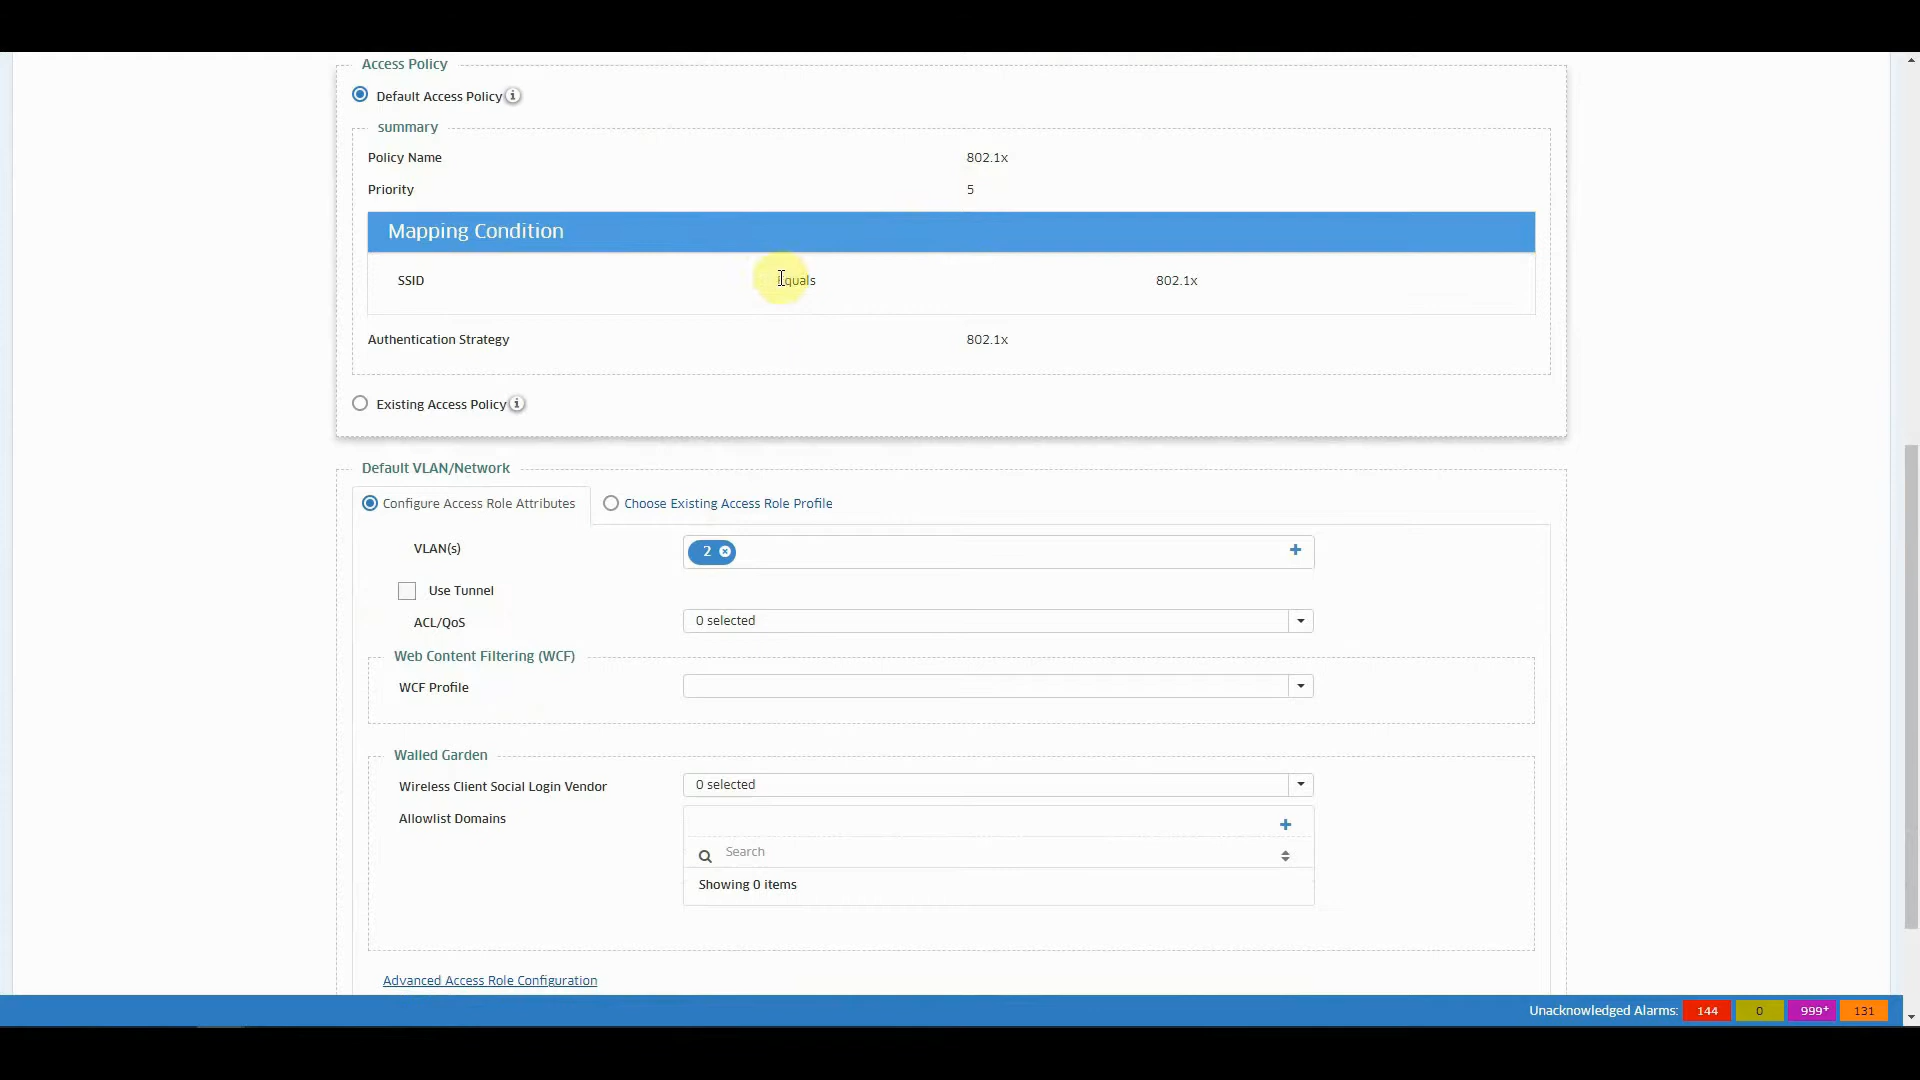 Access Policy
Default Access Policy
summary
Policy Name 802.1x
Priority 5
Mapping Condition
SSID Equals 802.1x
Authentication Strategy 802.1x
Existing Access Policy
Default VLAN/Network
Configure Access Role Attributes Choose Existing Access Role Profile
VLAN(s) 2
Use Tunnel
ACL/QoS 0 selected
Web Content Filtering (WCF)
WCF Profile
Walled Garden
Wireless Client Social Login Vendor 0 selected
Allowlist Domains
Search
Showing 0 items
Advanced Access Role Configuration
Unacknowledged Alarms: 144 0 999+ 131